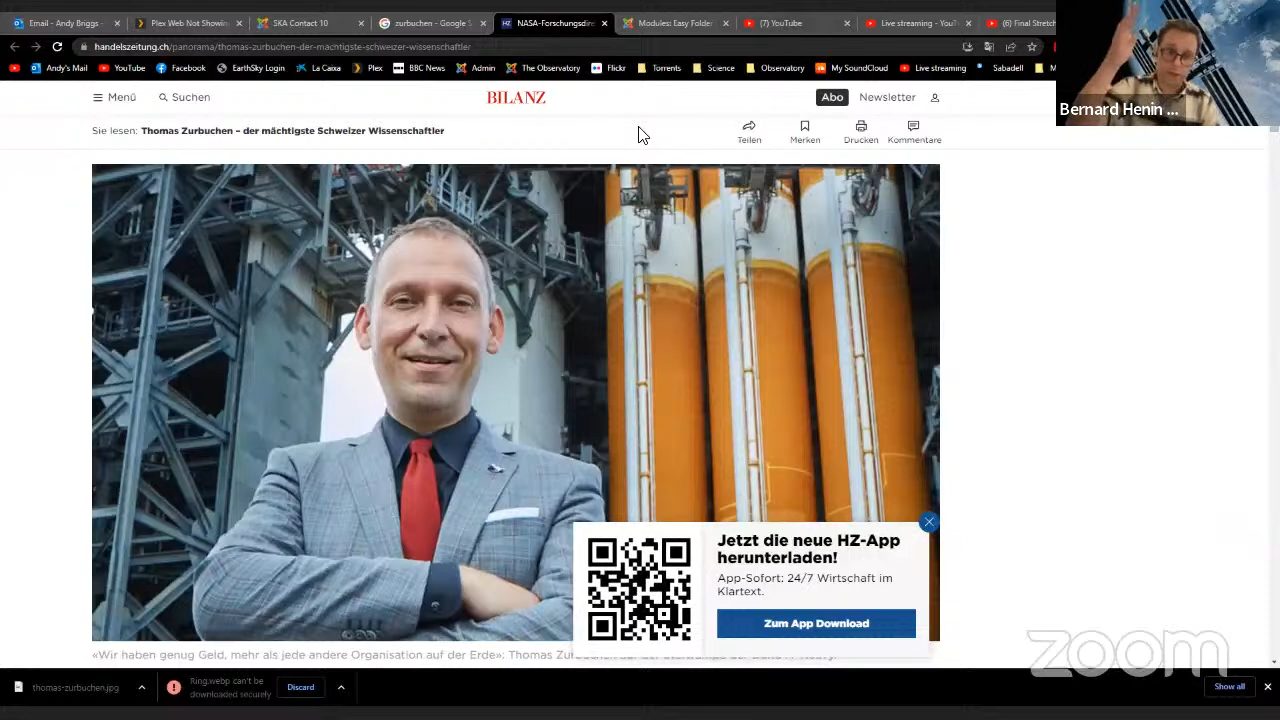 Email - Andy Briggs -
Plex Web Not Showin
SKA Contact 10
zurbuchen - Google S
NASA-Forschungsdire
Modules: Easy Folder
(7) YouTube
Live streaming - YouT
(6) Final Stretch
handelszeitung.ch/panorama/thomas-zurbuchen-der-machtigste-schweizer-wissenschaftler
Andy's Mail YouTube Facebook EarthSky Login La Caixa Plex BBC News Admin The Observatory Flickr Torrents Science Observatory My SoundCloud Live streaming Sabadell
Bernard Henin ...
Menü Suchen BILANZ Abo Newsletter
Sie lesen: Thomas Zurbuchen – der mächtigste Schweizer Wissenschaftler
Teilen Merken Drucken Kommentare
Jetzt die neue HZ-App
herunterladen!
App-Sofort: 24/7 Wirtschaft im
Klartext.
Zum App Download
«Wir haben genug Geld, mehr als jede andere Organisation auf der Erde»: Thomas
zoom
thomas-zurbuchen.jpg
Ring.webp can't be
downloaded securely
Discard
Show all